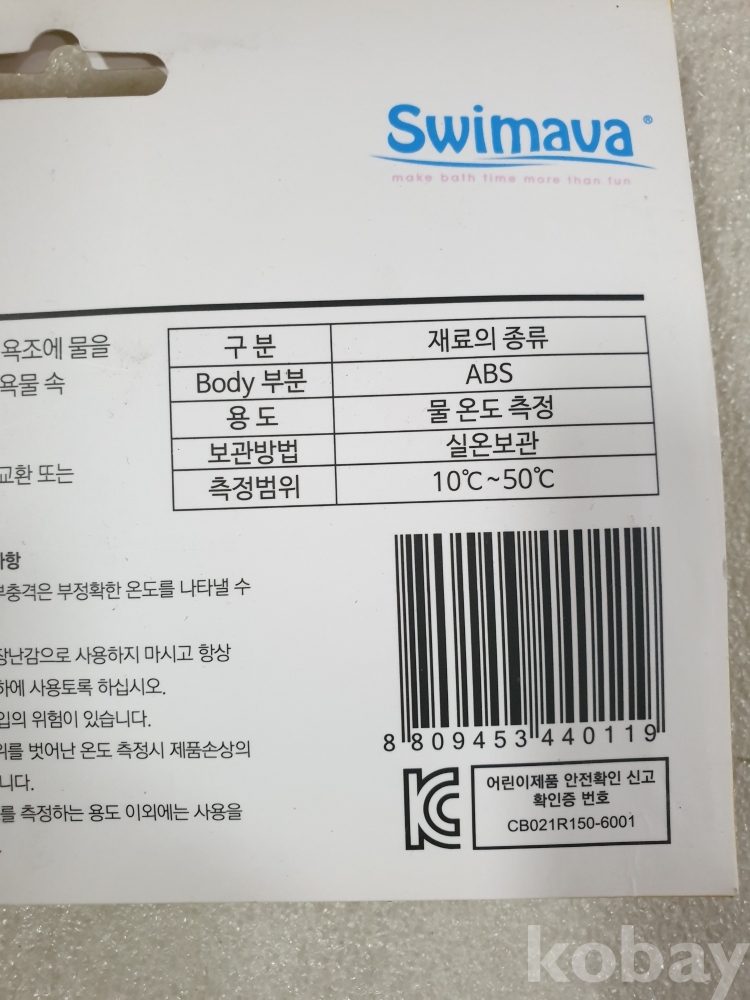 Swimava®
make bath time more than fun
욕조에 물을
욕물 속
교환 또는
구 분 재료의 종류
Body 부분 ABS
용 도 물 온도 측정
보관방법 실온보관
측정범위 10℃~50℃
사항
부충격은 부정확한 온도를 나타낼 수
장난감으로 사용하지 마시고 항상
하에 사용토록 하십시오.
입의 위험이 있습니다.
위를 벗어난 온도 측정시 제품손상의
니다.
를 측정하는 용도 이외에는 사용을
8 809453 440119
어린이제품 안전확인 신고
확인증 번호
CB021R150-6001
kobay